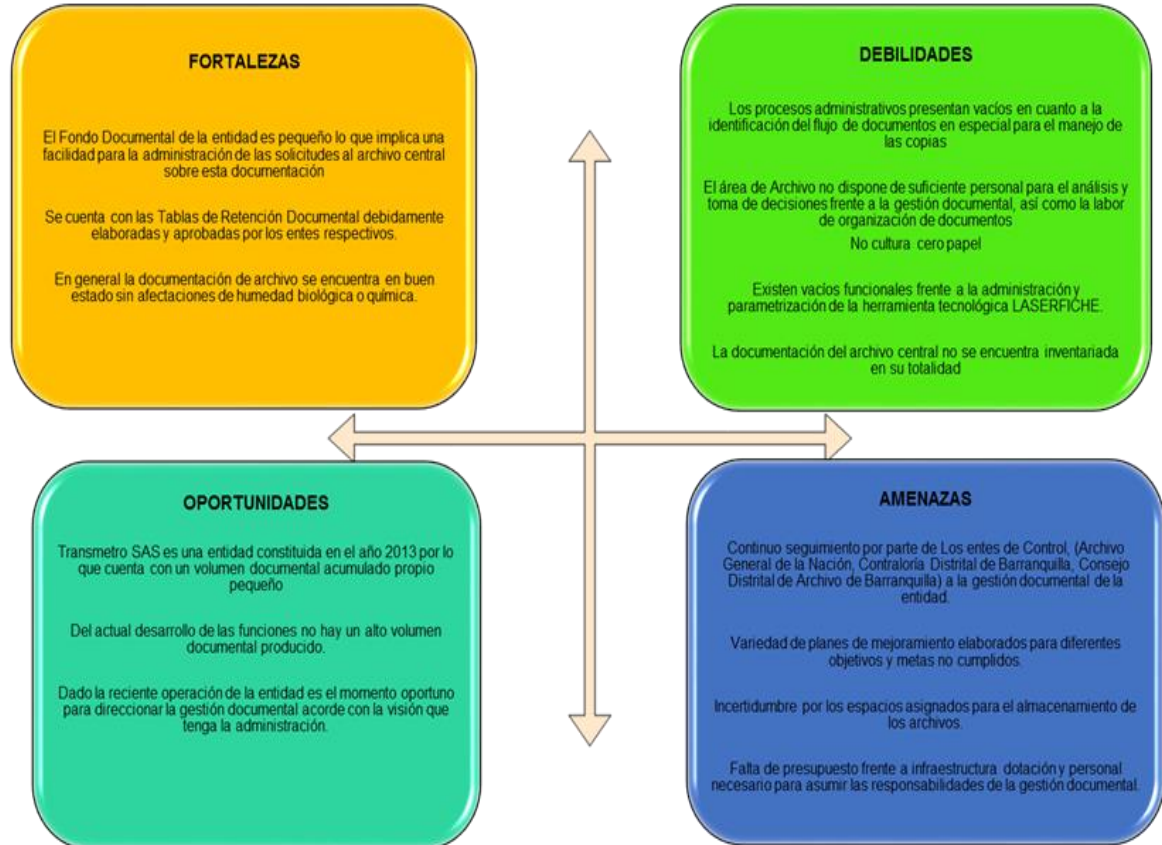 FORTALEZAS
El Fondo Documental de la entidad es pequeño lo que implica una
facilidad para la administración de las solicitudes al archivo central
sobre esta documentación
Se cuenta con las Tablas de Retención Documental debidamente
elaboradas y aprobadas por los entes respectivos.
En general la documentación de archivo se encuentra en buen
estado sin afectaciones de humedad biológica o química.
DEBILIDADES
Los procesos administrativos presentan vacíos en cuanto a la
identificación del flujo de documentos en especial para el manejo de
las copias
El área de Archivo no dispone de suficiente personal para el análisis y
toma de decisiones frente a la gestión documental, así como la labor
de organización de documentos
No cultura cero papel
Existen vacíos funcionales frente a la administración y
parametrización de la herramienta tecnológica LASERFICHE.
La documentación del archivo central no se encuentra inventariada
en su totalidad
OPORTUNIDADES
Transmetro SAS es una entidad constituida en el año 2013 por lo
que cuenta con un volumen documental acumulado propio
pequeño
Del actual desarrollo de las funciones no hay un alto volumen
documental producido.
Dado la reciente operación de la entidad es el momento oportuno
para direccionar la gestión documental acorde con la visión que
tenga la administración.
AMENAZAS
Continuo seguimiento por parte de Los entes de Control, (Archivo
General de la Nación, Contraloría Distrital de Barranquilla, Consejo
Distrital de Archivo de Barranquilla) a la gestión documental de la
entidad.
Variedad de planes de mejoramiento elaborados para diferentes
objetivos y metas no cumplidos.
Incertidumbre por los espacios asignados para el almacenamiento de
los archivos.
Falta de presupuesto frente a infraestructura dotación y personal
necesario para asumir las responsabilidades de la gestión documental.